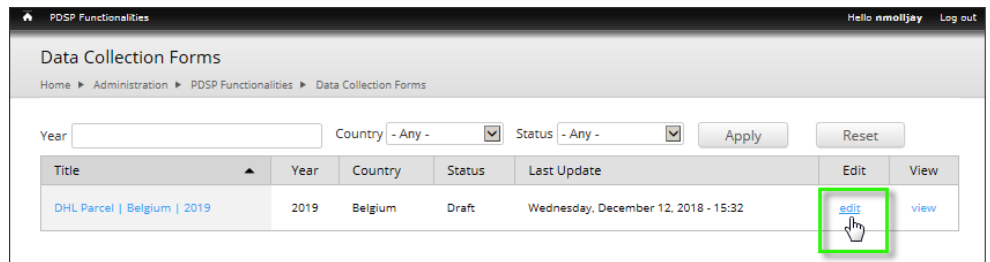 PDSP Functionalities Hello nmolljay Log out
Data Collection Forms
Home ▶ Administration ▶ PDSP Functionalities ▶ Data Collection Forms
Year Country - Any - Status - Any - Apply Reset
Title Year Country Status Last Update Edit View
DHL Parcel | Belgium | 2019 2019 Belgium Draft Wednesday, December 12, 2018 - 15:32 edit view